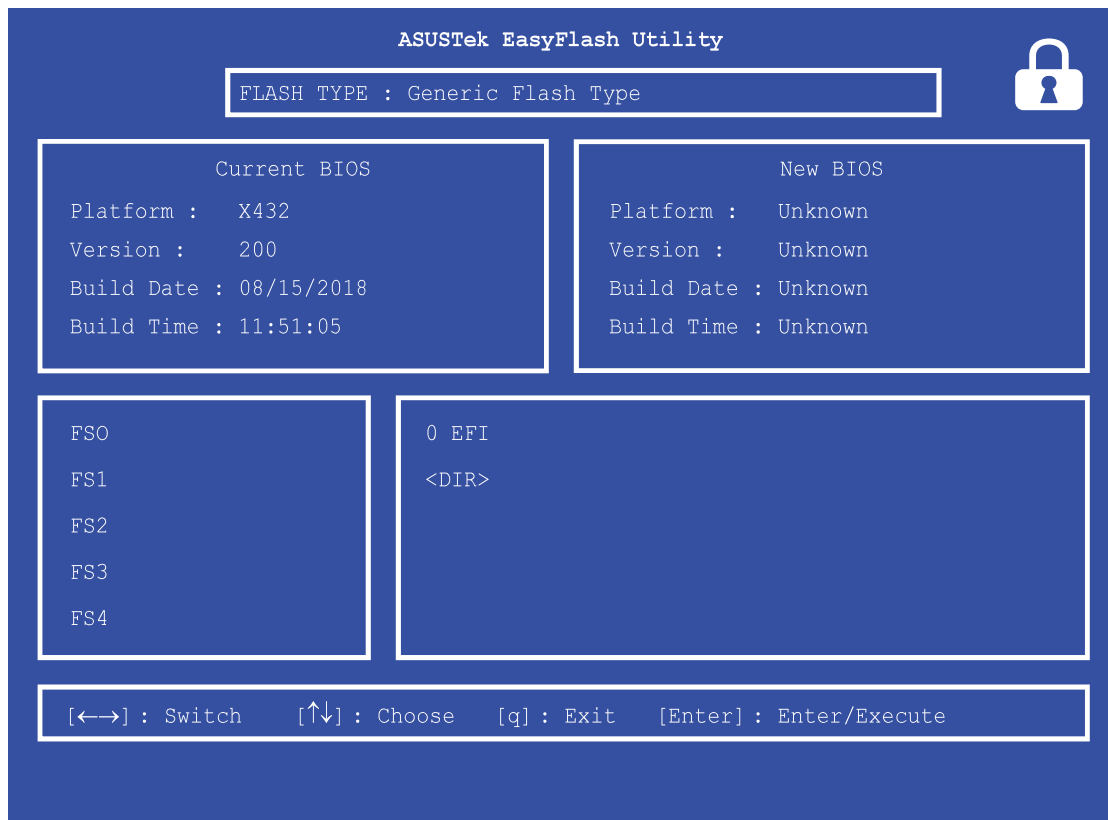 ASUSTek EasyFlash Utility
FLASH TYPE : Generic Flash Type
Current BIOS
Platform : X432
Version : 200
Build Date : 08/15/2018
Build Time : 11:51:05
New BIOS
Platform : Unknown
Version : Unknown
Build Date : Unknown
Build Time : Unknown
FSO
FS1
FS2
FS3
FS4
0 EFI
<DIR>
[←→] : Switch [↑↓] : Choose [q] : Exit [Enter] : Enter/Execute